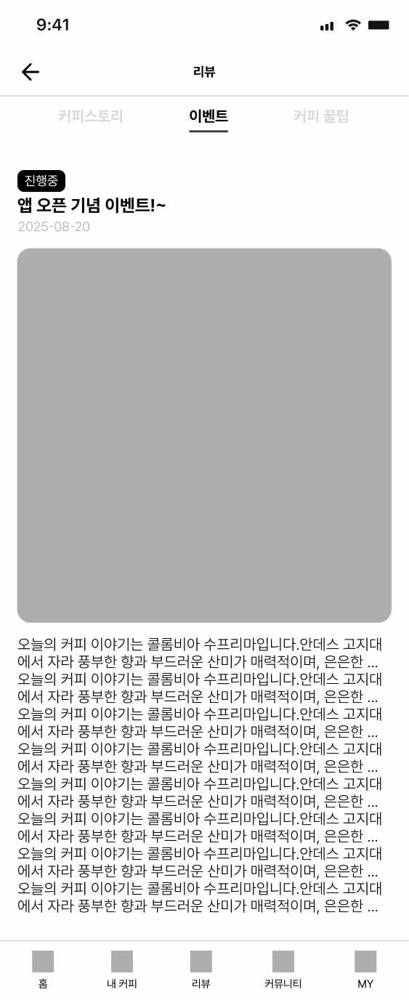 9:41
리뷰
커피스토리 이벤트 커피 꿀팁
진행중
앱 오픈 기념 이벤트!~
2025-08-20
오늘의 커피 이야기는 콜롬비아 수프리마입니다.안데스 고지대
에서 자라 풍부한 향과 부드러운 산미가 매력적이며, 은은한 ...
오늘의 커피 이야기는 콜롬비아 수프리마입니다.안데스 고지대
에서 자라 풍부한 향과 부드러운 산미가 매력적이며, 은은한 ...
오늘의 커피 이야기는 콜롬비아 수프리마입니다.안데스 고지대
에서 자라 풍부한 향과 부드러운 산미가 매력적이며, 은은한 ...
오늘의 커피 이야기는 콜롬비아 수프리마입니다.안데스 고지대
에서 자라 풍부한 향과 부드러운 산미가 매력적이며, 은은한 ...
오늘의 커피 이야기는 콜롬비아 수프리마입니다.안데스 고지대
에서 자라 풍부한 향과 부드러운 산미가 매력적이며, 은은한 ...
오늘의 커피 이야기는 콜롬비아 수프리마입니다.안데스 고지대
에서 자라 풍부한 향과 부드러운 산미가 매력적이며, 은은한 ...
오늘의 커피 이야기는 콜롬비아 수프리마입니다.안데스 고지대
에서 자라 풍부한 향과 부드러운 산미가 매력적이며, 은은한 ...
오늘의 커피 이야기는 콜롬비아 수프리마입니다.안데스 고지대
에서 자라 풍부한 향과 부드러운 산미가 매력적이며, 은은한 ...
홈 내 커피 리뷰 커뮤니티 MY